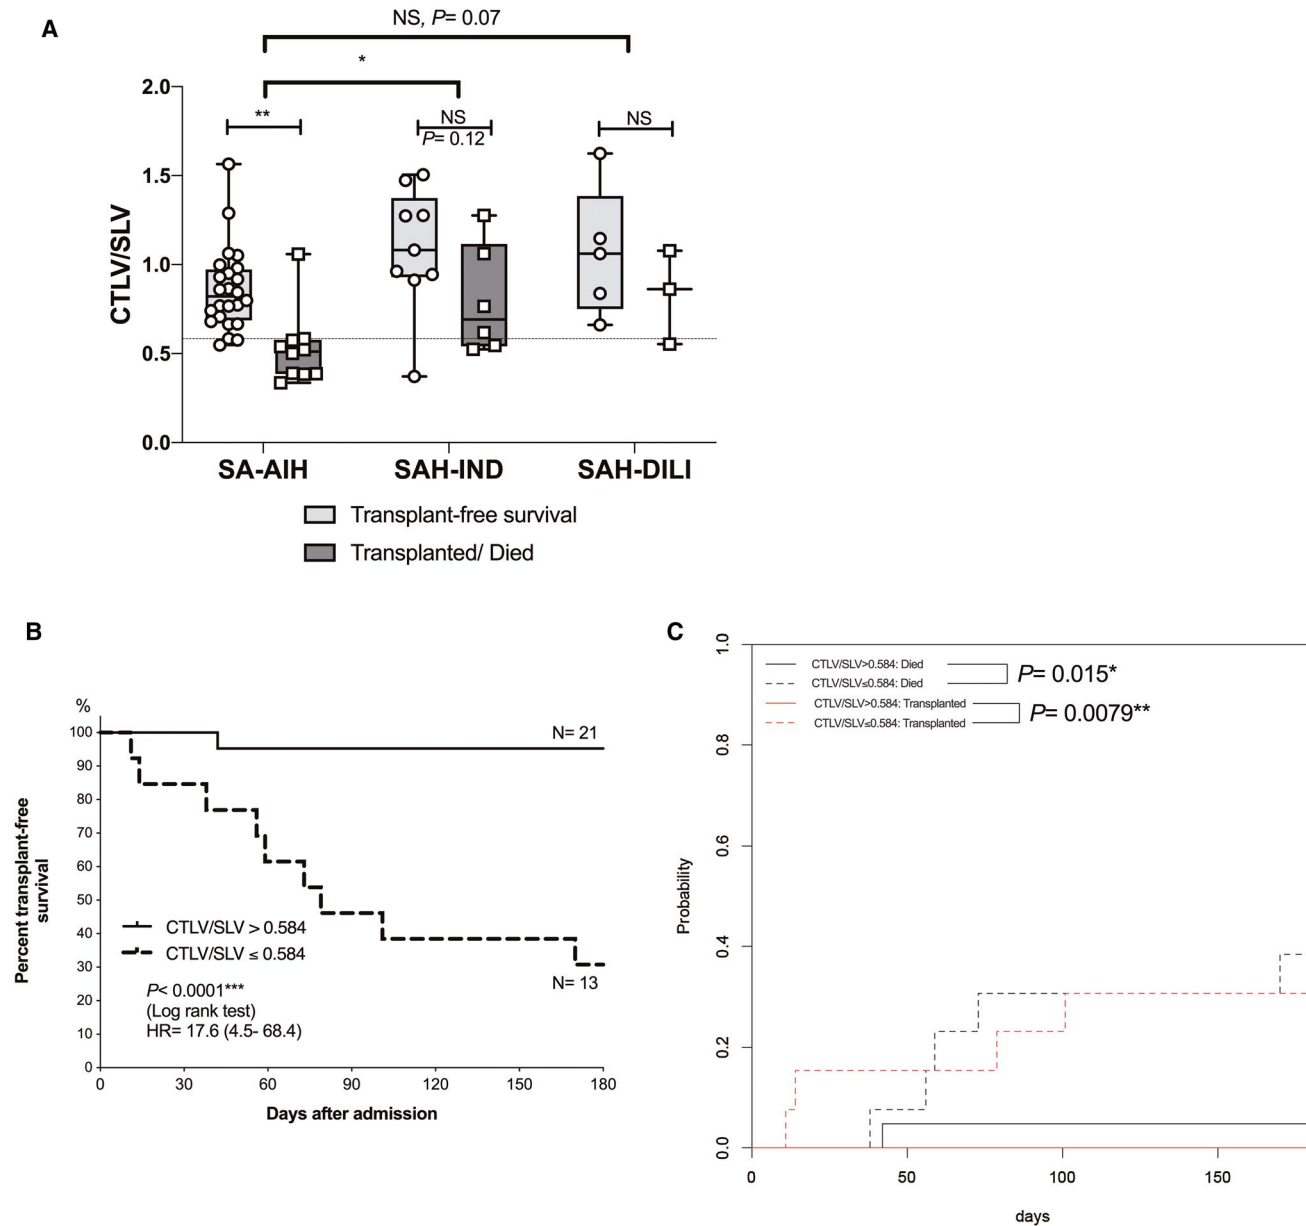 A
NS, P= 0.07
*
**
NS
P= 0.12
NS
CTLV/SLV
2.0
1.5
1.0
0.5
0.0
SA-AIH
SAH-IND
SAH-DILI
Transplant-free survival
Transplanted/ Died
B
%
100
90
80
70
60
50
40
30
20
10
0
Percent transplant-free
survival
N= 21
CTLV/SLV > 0.584
CTLV/SLV ≤ 0.584
N= 13
P< 0.0001***
(Log rank test)
HR= 17.6 (4.5- 68.4)
0 30 60 90 120 150 180
Days after admission
C
1.0
0.8
0.6
0.4
0.2
0.0
Probability
CTLV/SLV>0.584: Died
CTLV/SLV≤0.584: Died
P= 0.015*
CTLV/SLV>0.584: Transplanted
CTLV/SLV≤0.584: Transplanted
P= 0.0079**
0 50 100 150
days